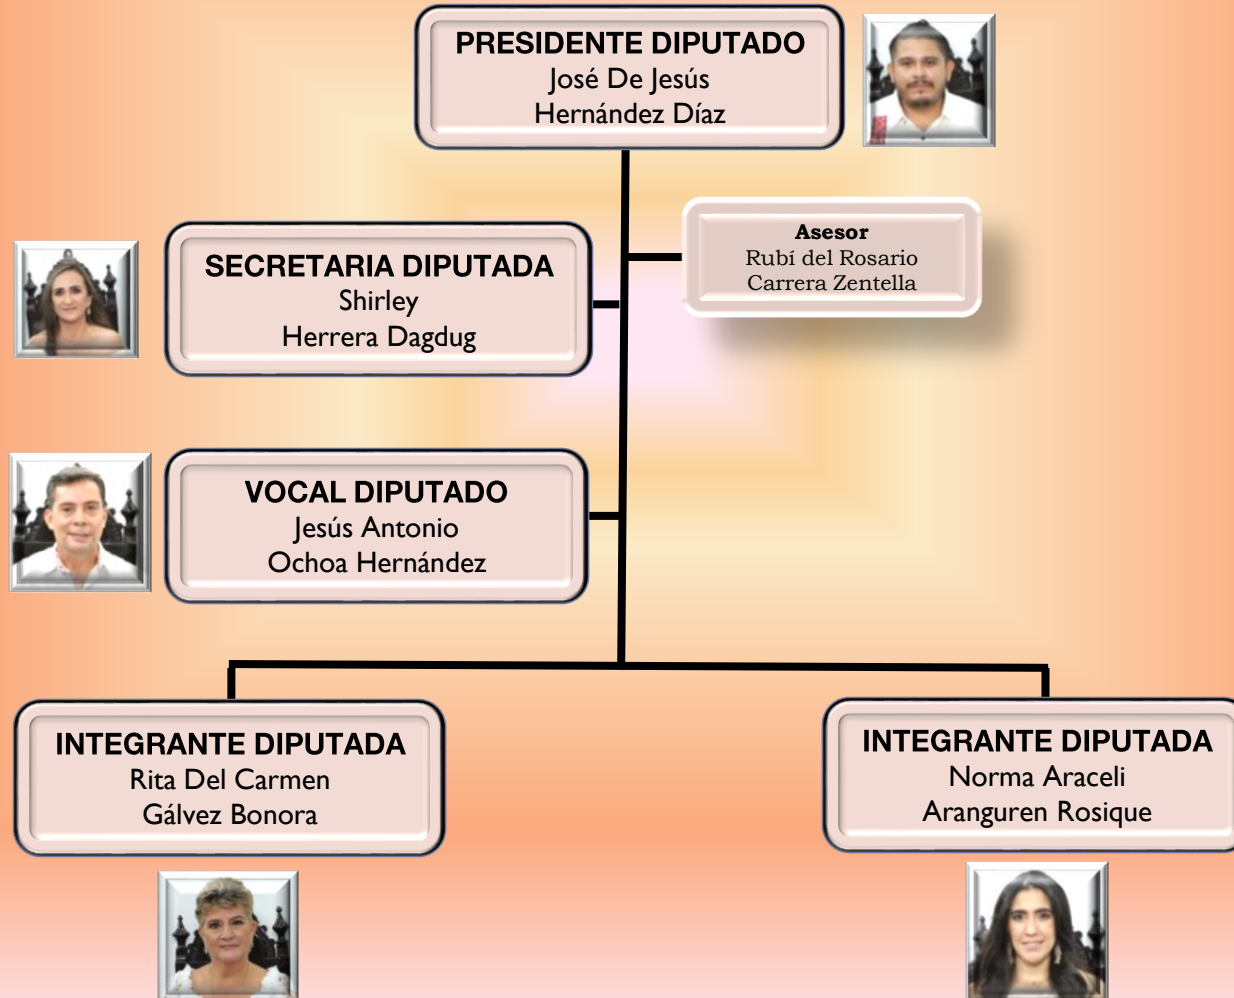 PRESIDENTE DIPUTADO
José De Jesús
Hernández Díaz
Asesor
Rubí del Rosario
Carrera Zentella
SECRETARIA DIPUTADA
Shirley
Herrera Dagdug
VOCAL DIPUTADO
Jesús Antonio
Ochoa Hernández
INTEGRANTE DIPUTADA
Rita Del Carmen
Gálvez Bonora
INTEGRANTE DIPUTADA
Norma Araceli
Aranguren Rosique